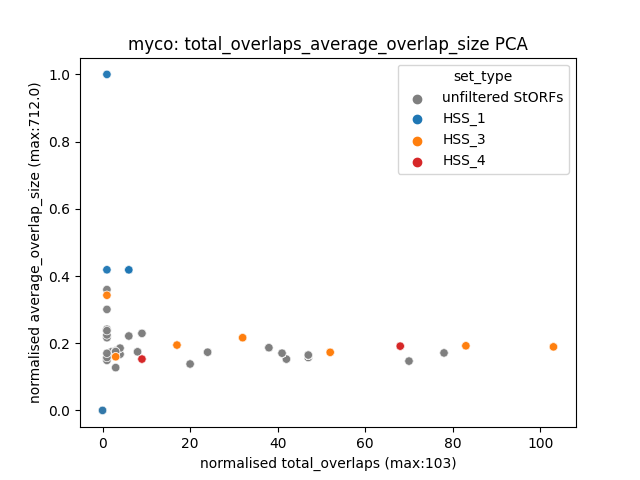 myco: total_overlaps_average_overlap_size PCA
set_type
unfiltered StORFs
HSS_1
HSS_3
HSS_4
normalised average_overlap_size (max:712.0)
1.0
0.8
0.6
0.4
0.2
0.0
0
20
40
60
80
100
normalised total_overlaps (max:103)